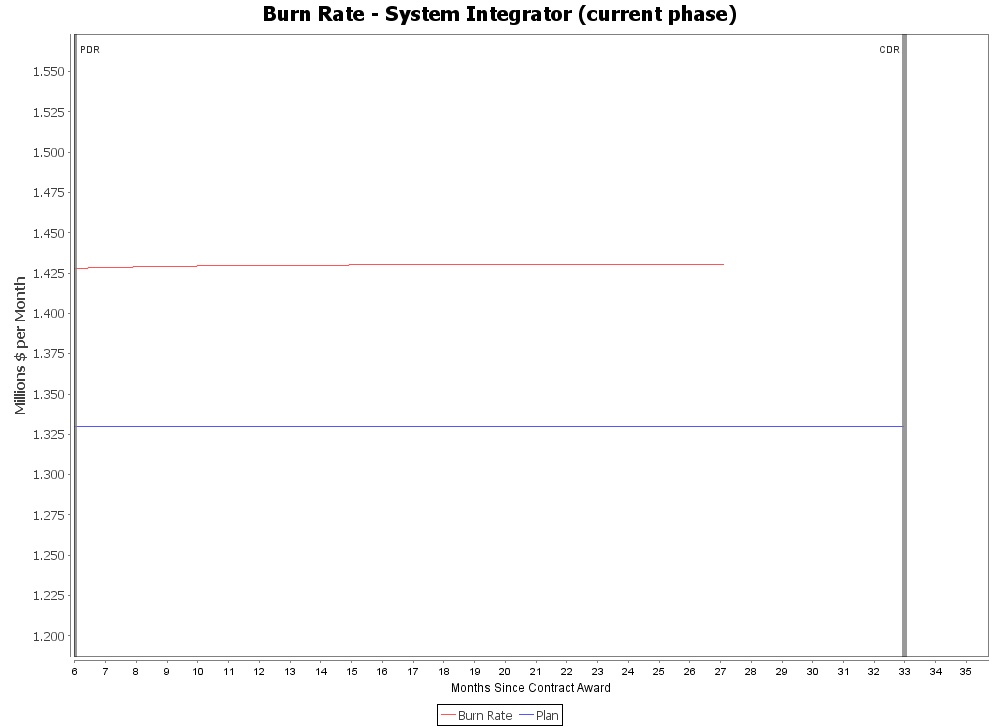 Burn Rate - System Integrator (current phase)
PDR
CDR
1.550
1.525
1.500
1.475
1.450
1.425
1.400
1.375
1.350
1.325
1.300
1.275
1.250
1.225
1.200
Millions $ per Month
6 7 8 9 10 11 12 13 14 15 16 17 18 19 20 21 22 23 24 25 26 27 28 29 30 31 32 33 34 35
Months Since Contract Award
Burn Rate Plan